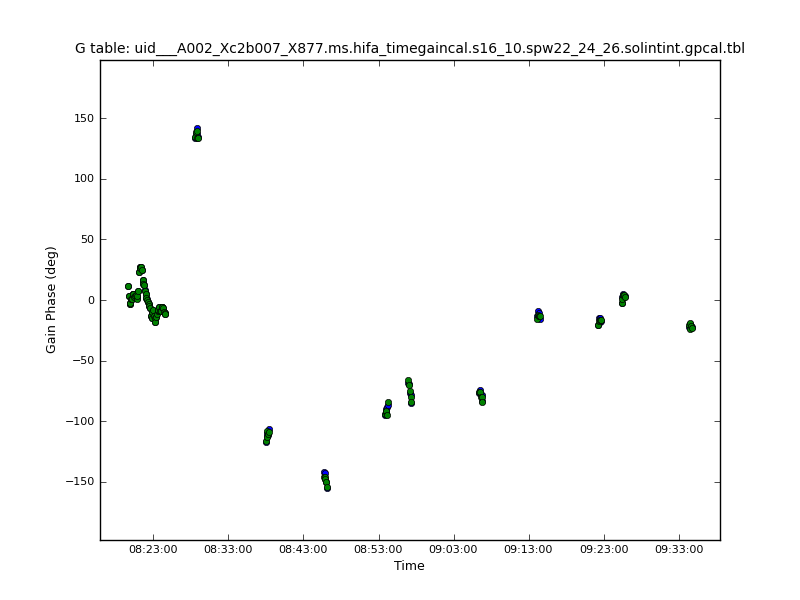 G table: uid___A002_Xc2b007_X877.ms.hifa_timegaincal.s16_10.spw22_24_26.solintint.gpcal.tbl
Gain Phase (deg)
150
100
50
0
−50
−100
−150
08:23:00 08:33:00 08:43:00 08:53:00 09:03:00 09:13:00 09:23:00 09:33:00
Time